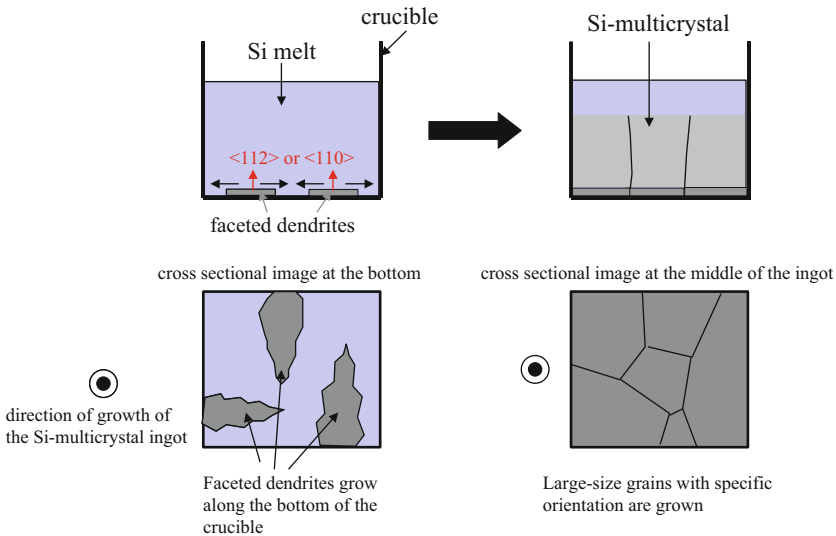 crucible
Si melt
Si-multicrystal
<112> or <110>
faceted dendrites
cross sectional image at the bottom
cross sectional image at the middle of the ingot
direction of growth of
the Si-multicrystal ingot
Faceted dendrites grow
along the bottom of the
crucible
Large-size grains with specific
orientation are grown